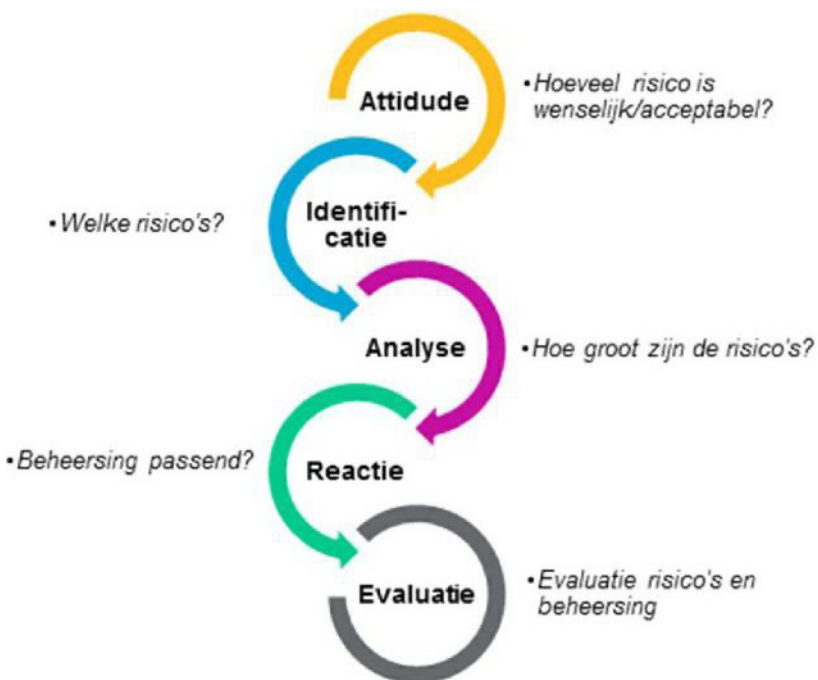 Attidude
•Hoeveel risico is
wenselijk/acceptabel?
•Welke risico's?
Identifi-
catie
Analyse
•Hoe groot zijn de risico's?
•Beheersing passend?
Reactie
Evaluatie
•Evaluatie risico's en
beheersing